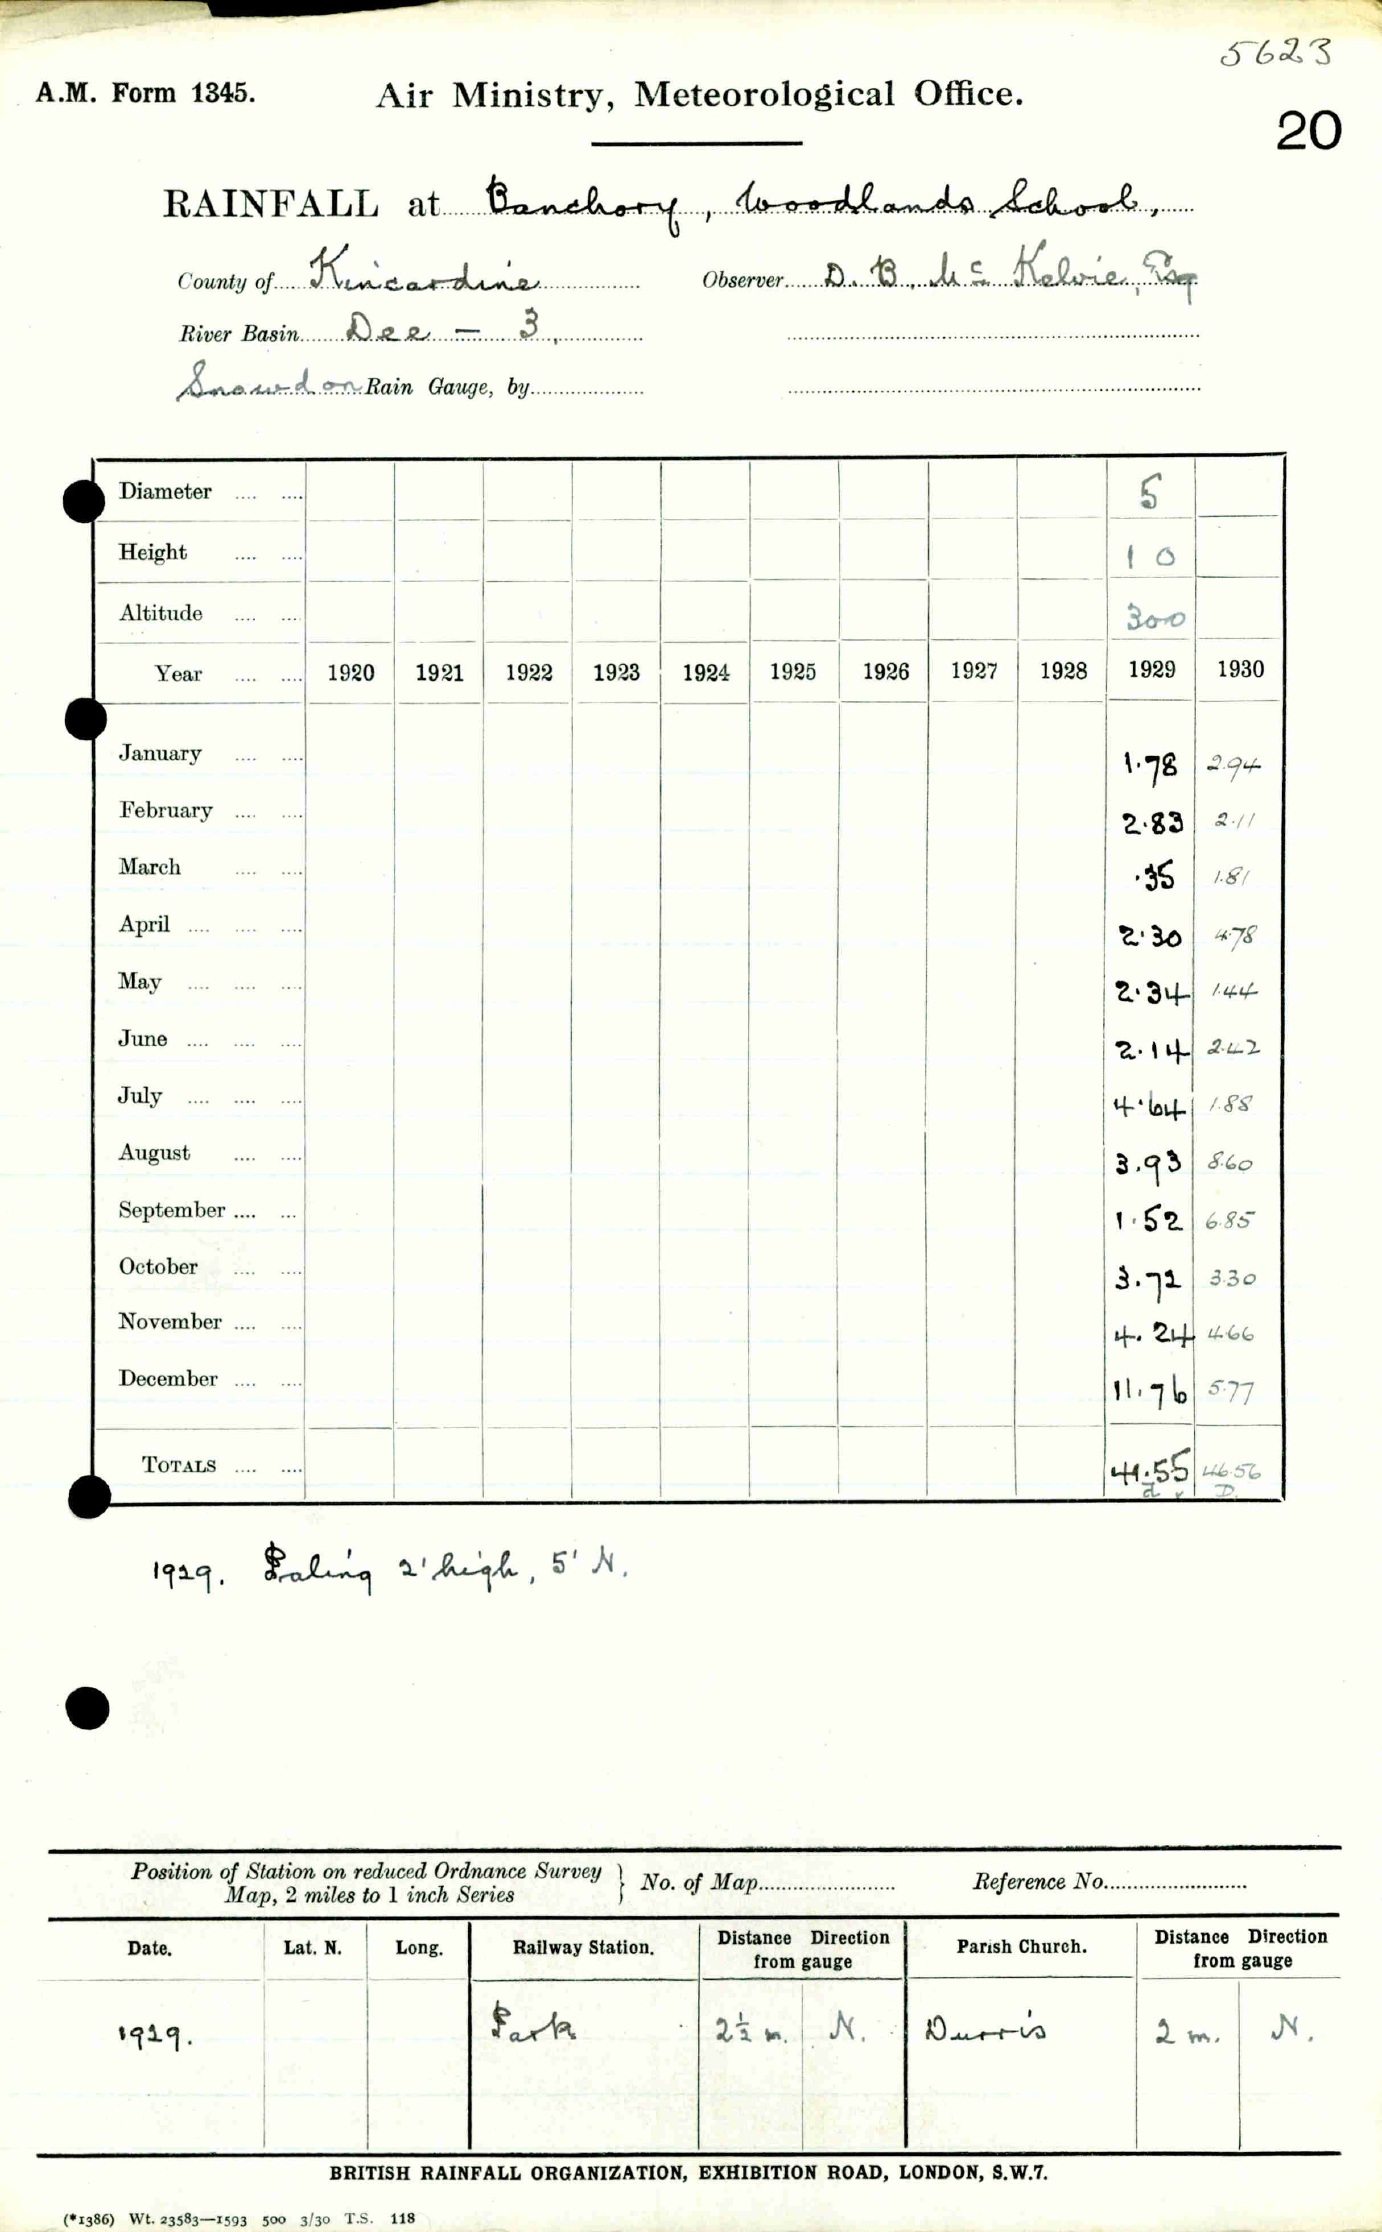 5623
A.M. Form 1345. Air Ministry, Meteorological Office.
20
RAINFALL at Banchory, Woodlands School,
County of Kincardine Observer D. B. Mc Kelvie, Esq
River Basin Dee — 3,
Snowdon Rain Gauge, by
Diameter 5
Height 1 0
Altitude 300
Year 1920 1921 1922 1923 1924 1925 1926 1927 1928 1929 1930
January 1.78 2.94
February 2.83 2.11
March .35 1.81
April 2.30 4.78
May 2.34 1.44
June 2.14 2.42
July 4.64 1.88
August 3.93 8.60
September 1.52 6.85
October 3.72 3.30
November 4.24 4.66
December 11.76 5.77
TOTALS 41.55 46.56
d x D.
1929. Paling 2' high, 5' N.
Position of Station on reduced Ordnance Survey
Map, 2 miles to 1 inch Series } No. of Map Reference No.
Date. Lat. N. Long. Railway Station. Distance Direction from gauge Parish Church. Distance Direction from gauge
1929. Park 2½ m. N. Durris 2 m. N.
BRITISH RAINFALL ORGANIZATION, EXHIBITION ROAD, LONDON, S.W.7.
(*1386) Wt. 23583—1593 500 3/30 T.S. 118